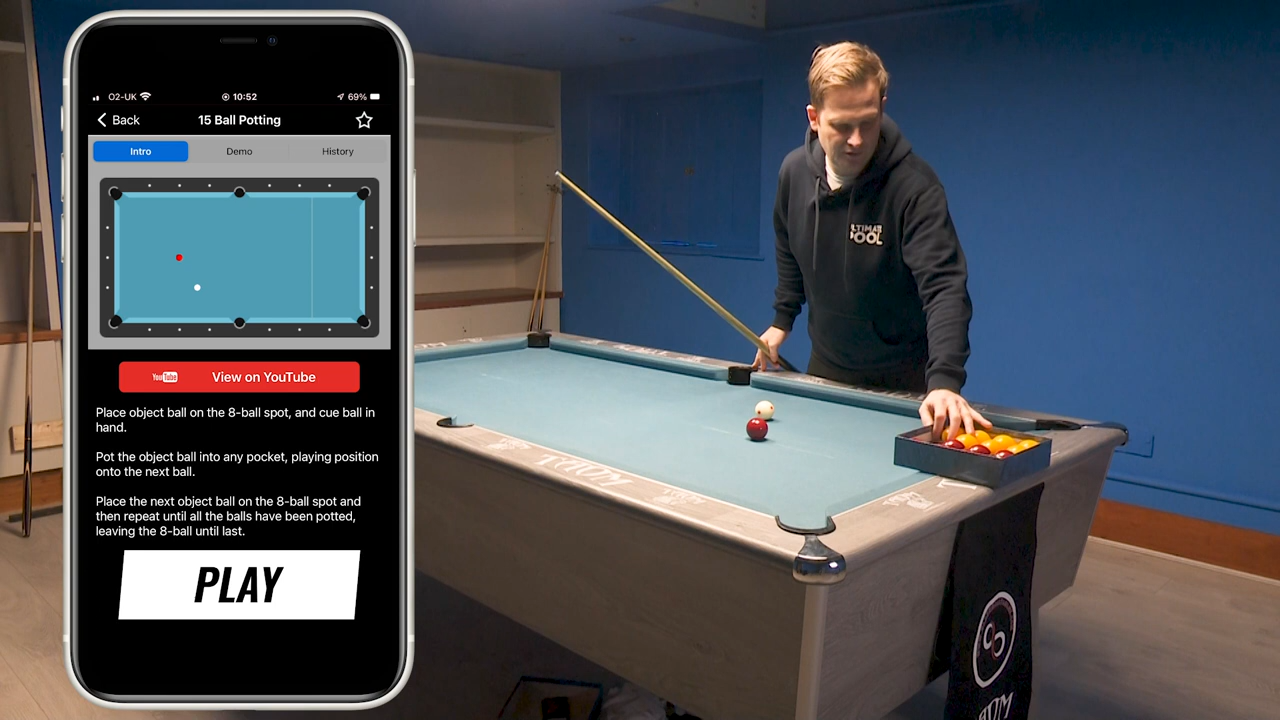 O2-UK
10:52
69%
Back
15 Ball Potting
Intro
Demo
History
YouTube
View on YouTube
Place object ball on the 8-ball spot, and cue ball in
hand.
Pot the object ball into any pocket, playing position
onto the next ball.
Place the next object ball on the 8-ball spot and
then repeat until all the balls have been potted,
leaving the 8-ball until last.
PLAY